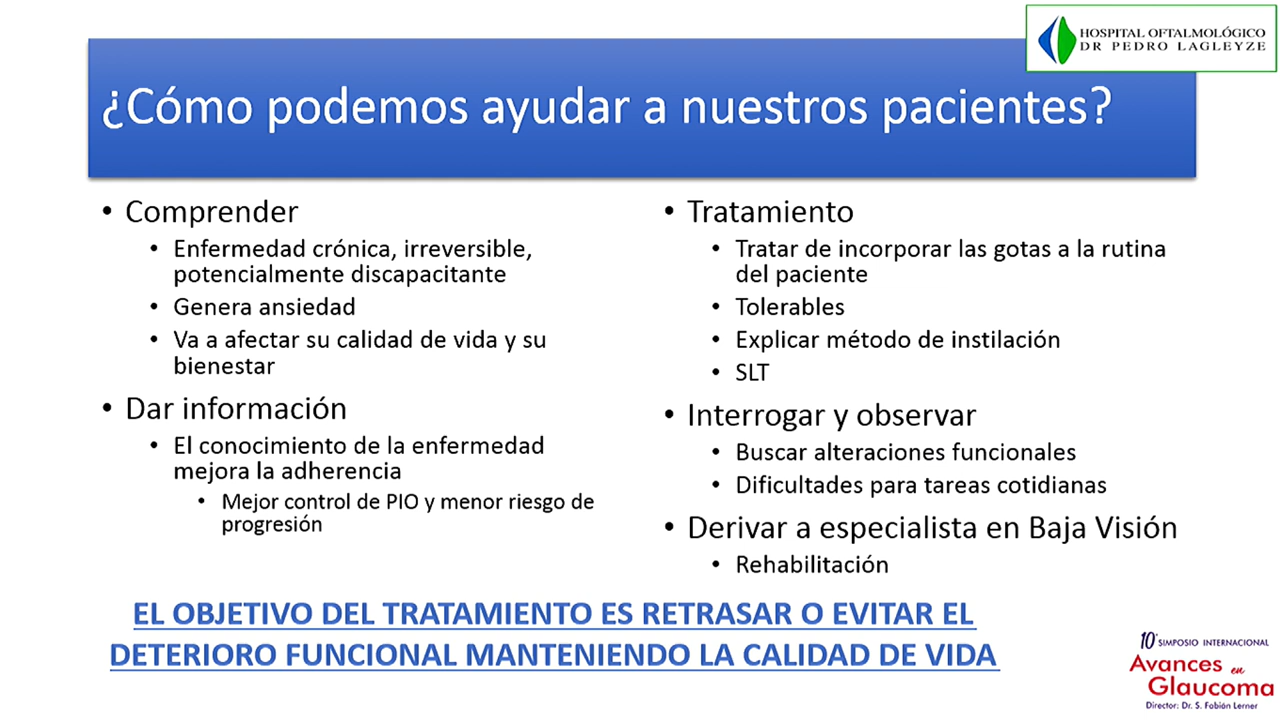 HOSPITAL OFTALMOLÓGICO
DR PEDRO LAGLEYZE
¿Cómo podemos ayudar a nuestros pacientes?
• Comprender
• Enfermedad crónica, irreversible,
potencialmente discapacitante
• Genera ansiedad
• Va a afectar su calidad de vida y su
bienestar
• Dar información
• El conocimiento de la enfermedad
mejora la adherencia
• Mejor control de PIO y menor riesgo de
progresión
• Tratamiento
• Tratar de incorporar las gotas a la rutina
del paciente
• Tolerables
• Explicar método de instilación
• SLT
• Interrogar y observar
• Buscar alteraciones funcionales
• Dificultades para tareas cotidianas
• Derivar a especialista en Baja Visión
• Rehabilitación
EL OBJETIVO DEL TRATAMIENTO ES RETRASAR O EVITAR EL
DETERIORO FUNCIONAL MANTENIENDO LA CALIDAD DE VIDA
10° SIMPOSIO INTERNACIONAL
Avances en
Glaucoma
Director: Dr. S. Fabián Lerner